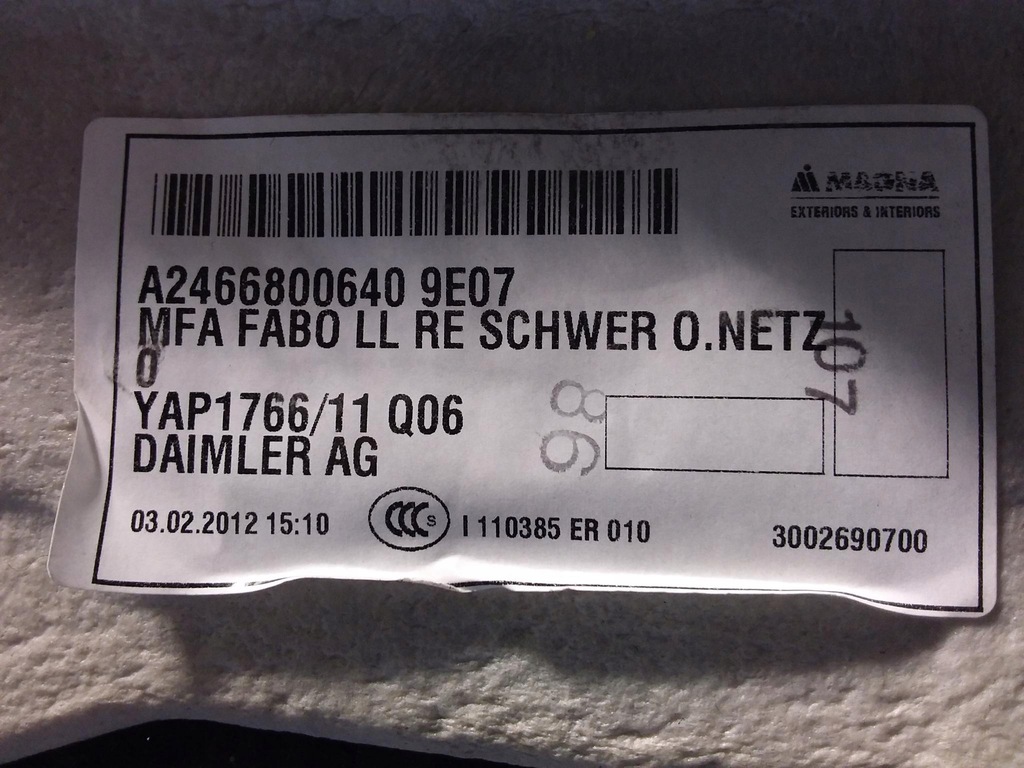 MAGNA
EXTERIORS & INTERIORS
A2466800640 9E07
MFA FABO LL RE SCHWER O.NETZ
0
107
YAP1766/11 Q06
98
DAIMLER AG
03.02.2012 15:10
CCC S
I 110385 ER 010
3002690700